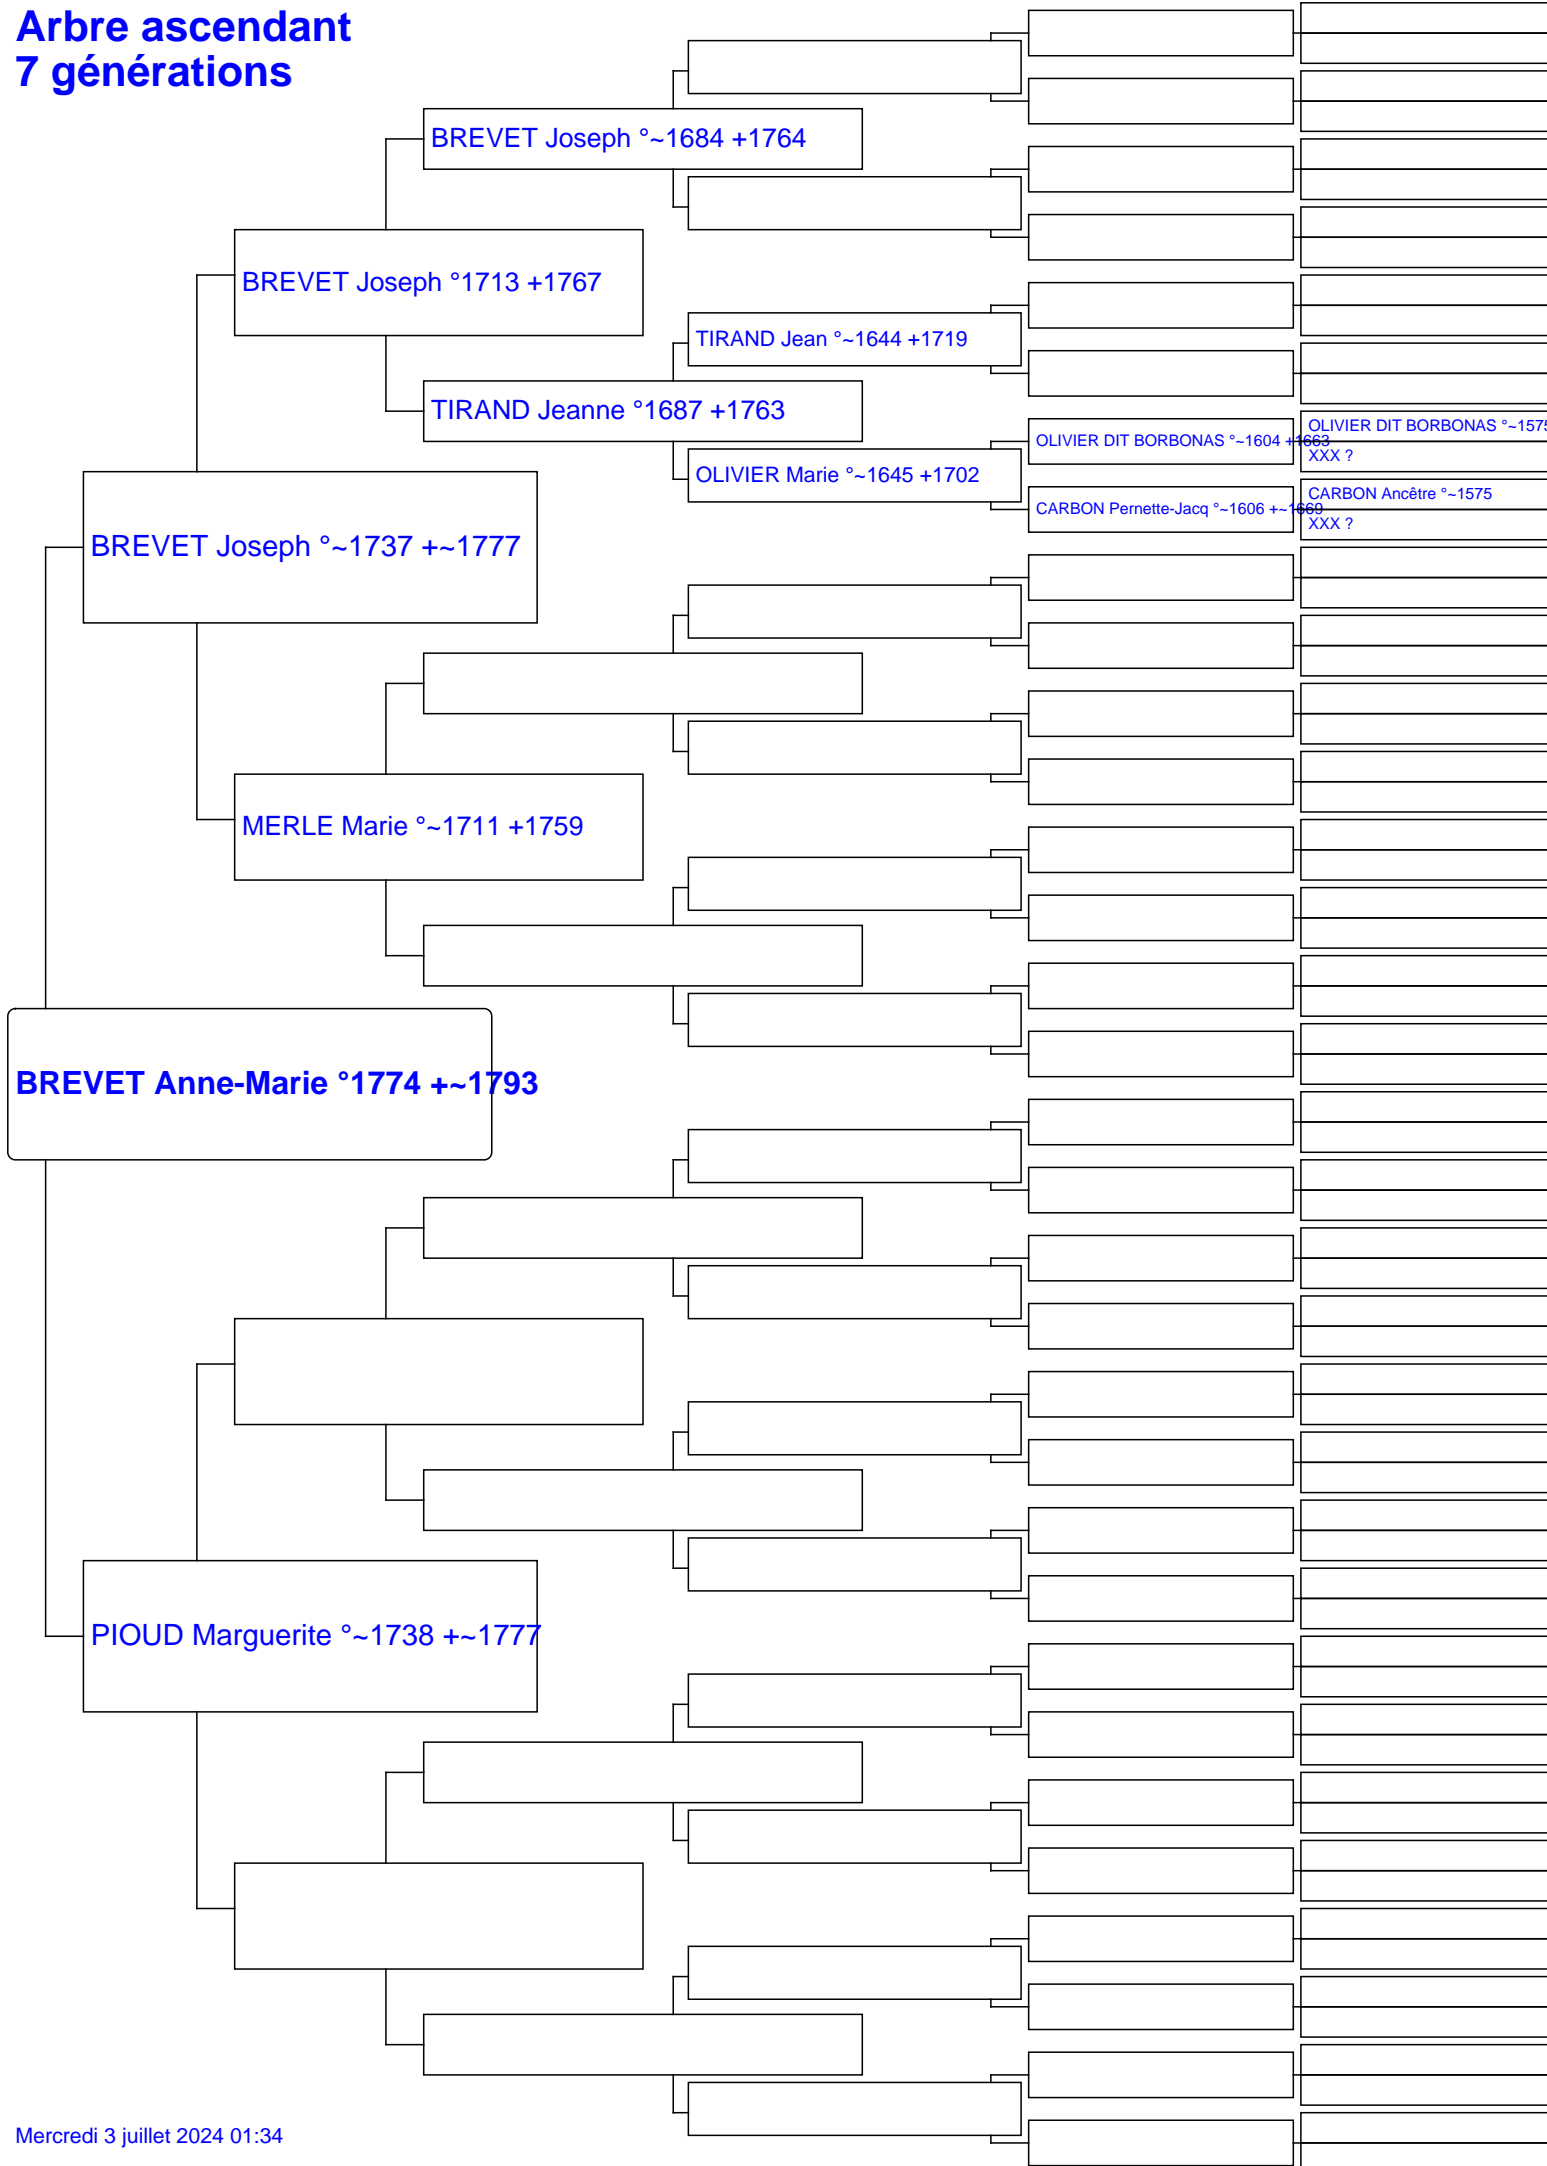 Arbre ascendant
7 générations
BREVET Joseph °~1684 +1764
BREVET Joseph °1713 +1767
TIRAND Jean °~1644 +1719
TIRAND Jeanne °1687 +1763
OLIVIER DIT BORBONAS °~1575
OLIVIER DIT BORBONAS °~1604 +1663
XXX ?
OLIVIER Marie °~1645 +1702
CARBON Ancêtre °~1575
CARBON Pernette-Jacq °~1606 +~1669
XXX ?
BREVET Joseph °~1737 +~1777
MERLE Marie °~1711 +1759
BREVET Anne-Marie °1774 +~1793
PIOUD Marguerite °~1738 +~1777
Mercredi 3 juillet 2024 01:34